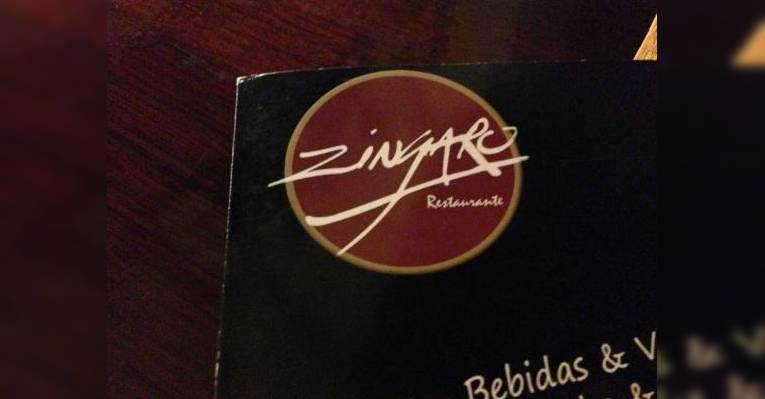 ZINGARO
Restaurante
Bebidas & V
&